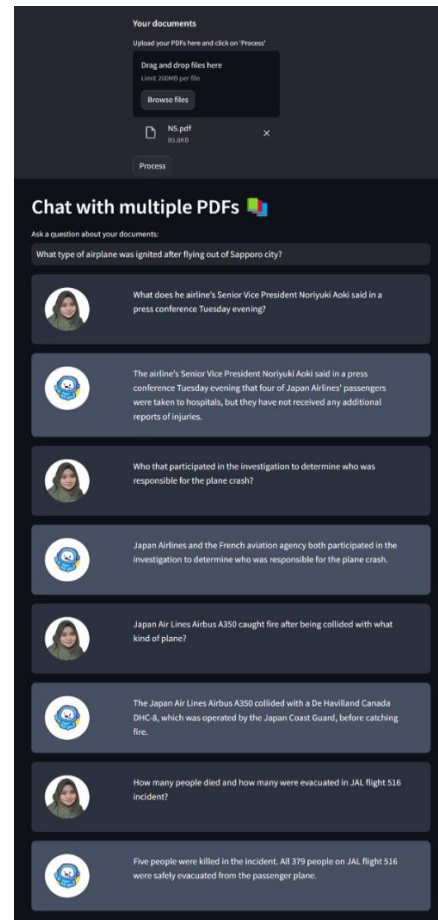 Your documents
Upload your PDFs here and click on 'Process'
Drag and drop files here
Limit 200MB per file
Browse files
N5.pdf
85.8KB
Process
Chat with multiple PDFs
Ask a question about your documents:
What type of airplane was ignited after flying out of Sapporo city?
What does he airline's Senior Vice President Noriyuki Aoki said in a
press conference Tuesday evening?
The airline's Senior Vice President Noriyuki Aoki said in a press
conference Tuesday evening that four of Japan Airlines' passengers
were taken to hospitals, but they have not received any additional
reports of injuries.
Who that participated in the investigation to determine who was
responsible for the plane crash?
Japan Airlines and the French aviation agency both participated in the
investigation to determine who was responsible for the plane crash.
Japan Air Lines Airbus A350 caught fire after being collided with what
kind of plane?
The Japan Air Lines Airbus A350 collided with a De Havilland Canada
DHC-8, which was operated by the Japan Coast Guard, before catching
fire.
How many people died and how many were evacuated in JAL flight 516
incident?
Five people were killed in the incident. All 379 people on JAL flight 516
were safely evacuated from the passenger plane.